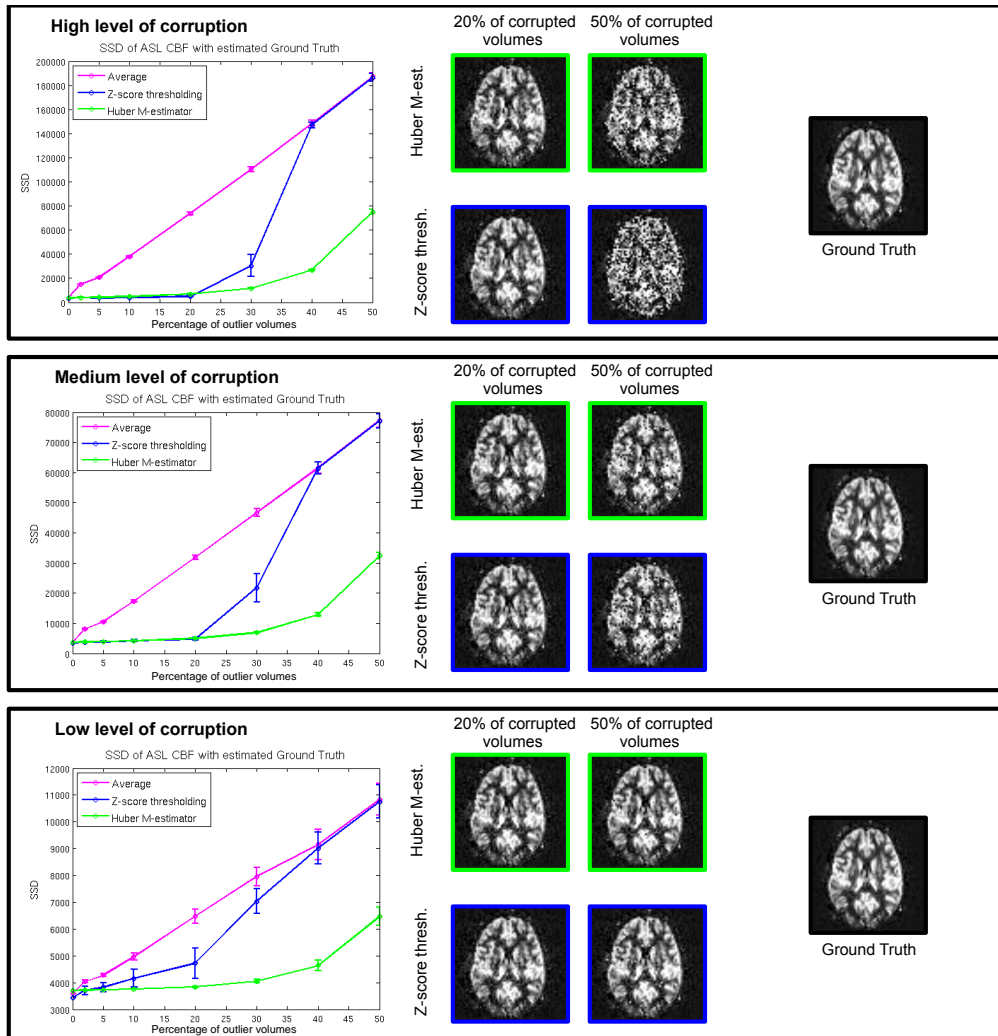 High level of corruption
SSD of ASL CBF with estimated Ground Truth
200000
180000
160000
140000
120000
100000
80000
60000
40000
20000
0
SSD
Average
Z-score thresholding
Huber M-estimator
0 5 10 15 20 25 30 35 40 45 50
Percentage of outlier volumes
20% of corrupted
volumes
50% of corrupted
volumes
Huber M-est.
Z-score thresh.
Ground Truth
Medium level of corruption
SSD of ASL CBF with estimated Ground Truth
80000
70000
60000
50000
40000
30000
20000
10000
0
SSD
Average
Z-score thresholding
Huber M-estimator
0 5 10 15 20 25 30 35 40 45 50
Percentage of outlier volumes
20% of corrupted
volumes
50% of corrupted
volumes
Huber M-est.
Z-score thresh.
Ground Truth
Low level of corruption
SSD of ASL CBF with estimated Ground Truth
12000
11000
10000
9000
8000
7000
6000
5000
4000
3000
SSD
Average
Z-score thresholding
Huber M-estimator
0 5 10 15 20 25 30 35 40 45 50
Percentage of outlier volumes
20% of corrupted
volumes
50% of corrupted
volumes
Huber M-est.
Z-score thresh.
Ground Truth